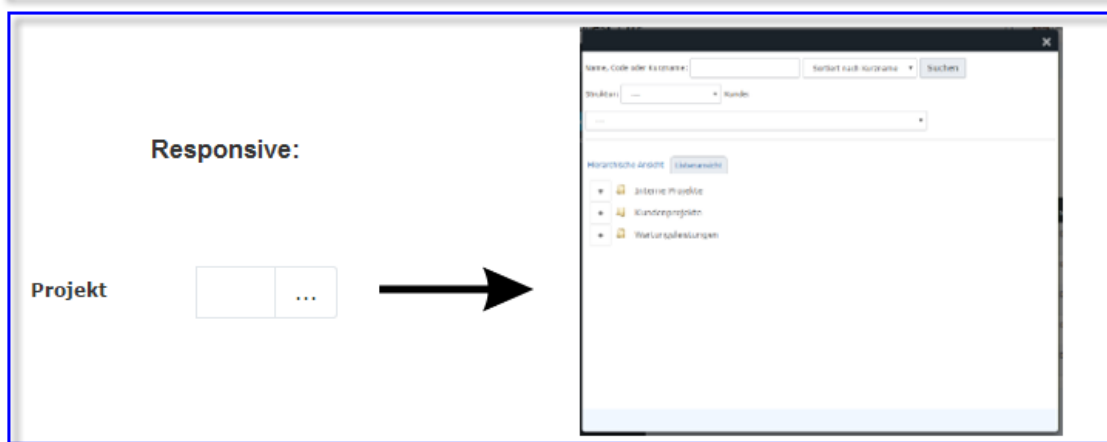 Responsive:
Projekt
...
×
Name, Code oder Kurzname:
Sortiert nach Kurzname
Suchen
Struktur:
---
Kunde:
---
Hierarchische Ansicht
Listenansicht
Interne Projekte
Kundenprojekte
Wartungsleistungen